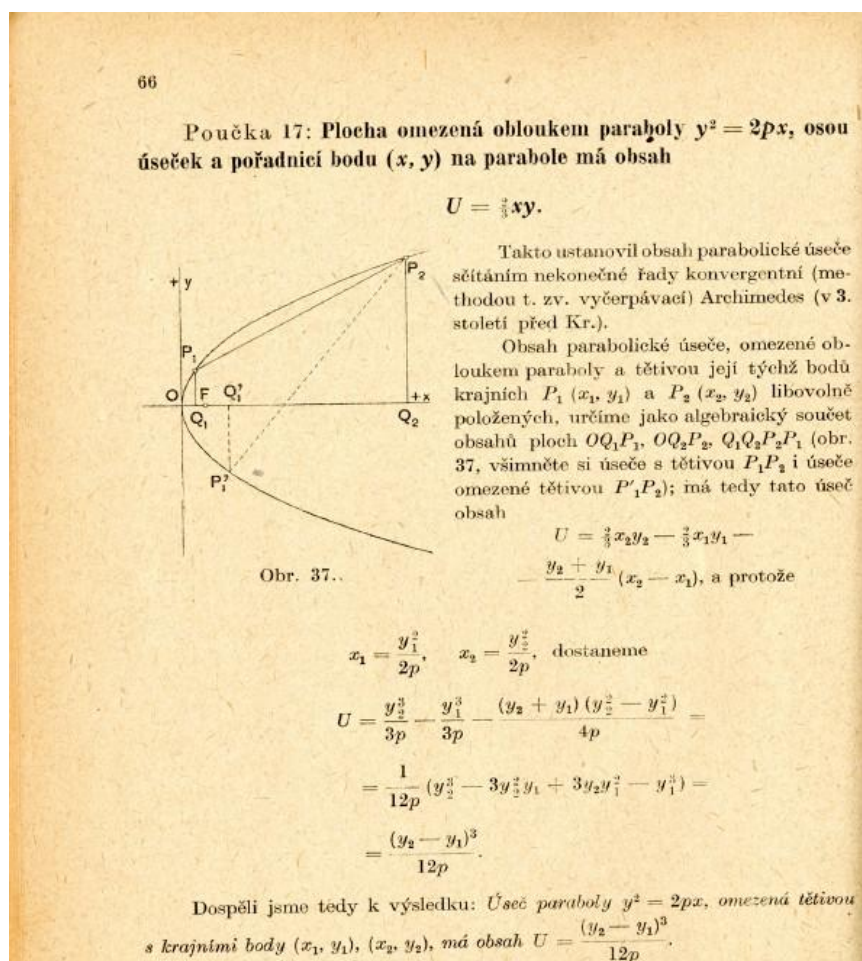 66
Poučka 17: Plocha omezená obloukem paraboly y² = 2px, osou
úseček a pořadnicí bodu (x, y) na parabole má obsah
U = ⅔xy.
+y
P₂
P₁
O
F
Q'₁
+x
Q₁
Q₂
P'₁
Obr. 37..
Takto ustanovil obsah parabolické úseče
sčítáním nekonečné řady konvergentní (me-
thodou t. zv. vyčerpávací) Archimedes (v 3.
století před Kr.).
Obsah parabolické úseče, omezené ob-
loukem paraboly a tětivou její týchž bodů
krajních P₁ (x₁, y₁) a P₂ (x₂, y₂) libovolně
položených, určíme jako algebraický součet
obsahů ploch OQ₁P₁, OQ₂P₂, Q₁Q₂P₂P₁ (obr.
37, všimněte si úseče s tětivou P₁P₂ i úseče
omezené tětivou P'₁P₂); má tedy tato úseč
obsah
U = ⅔x₂y₂ — ⅔x₁y₁ —
— (y₂ + y₁)/2 (x₂ — x₁), a protože
x₁ = y₁²/2p, x₂ = y₂²/2p, dostaneme
U = y₂³/3p — y₁³/3p — (y₂ + y₁) (y₂² — y₁²)/4p =
= 1/12p (y₂³ — 3y₂²y₁ + 3y₂y₁² — y₁³) =
= (y₂ — y₁)³/12p.
Dospěli jsme tedy k výsledku: Úseč paraboly y² = 2px, omezená tětivou
s krajními body (x₁, y₁), (x₂, y₂), má obsah U = (y₂ — y₁)³/12p.